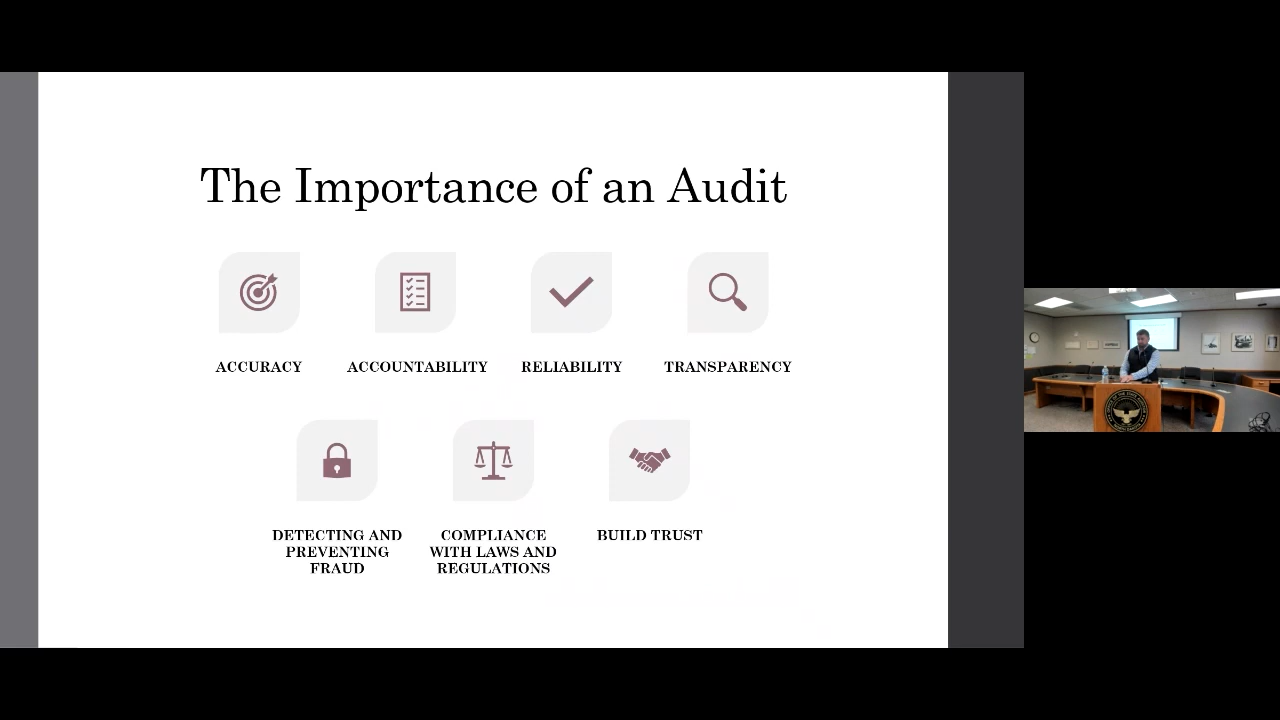 The Importance of an Audit
ACCURACY
ACCOUNTABILITY
RELIABILITY
TRANSPARENCY
DETECTING AND
PREVENTING
FRAUD
COMPLIANCE
WITH LAWS AND
REGULATIONS
BUILD TRUST